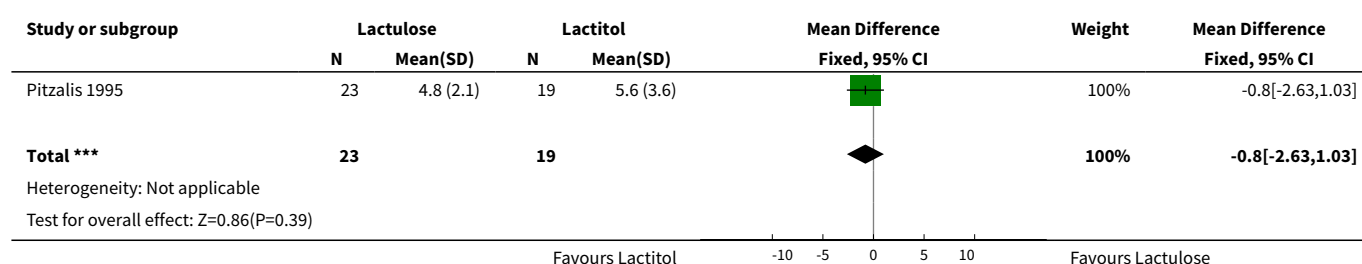 Study or subgroup Lactulose Lactitol Mean Difference Weight Mean Difference
N Mean(SD) N Mean(SD) Fixed, 95% CI Fixed, 95% CI
Pitzalis 1995 23 4.8 (2.1) 19 5.6 (3.6) 100% -0.8[-2.63,1.03]
Total *** 23 19 100% -0.8[-2.63,1.03]
Heterogeneity: Not applicable
Test for overall effect: Z=0.86(P=0.39)
Favours Lactitol -10 -5 0 5 10 Favours Lactulose